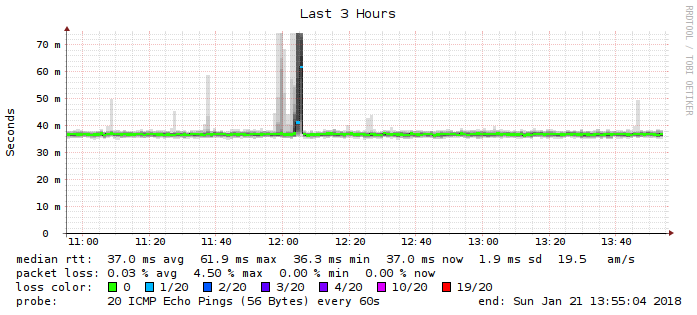 Last 3 Hours
RRDTOOL / TOBI OETIKER
Seconds
70 m
60 m
50 m
40 m
30 m
20 m
10 m
0
11:00 11:20 11:40 12:00 12:20 12:40 13:00 13:20 13:40
median rtt: 37.0 ms avg 61.9 ms max 36.3 ms min 37.0 ms now 1.9 ms sd 19.5 am/s
packet loss: 0.03 % avg 4.50 % max 0.00 % min 0.00 % now
loss color: 0 1/20 2/20 3/20 4/20 10/20 19/20
probe: 20 ICMP Echo Pings (56 Bytes) every 60s end: Sun Jan 21 13:55:04 2018